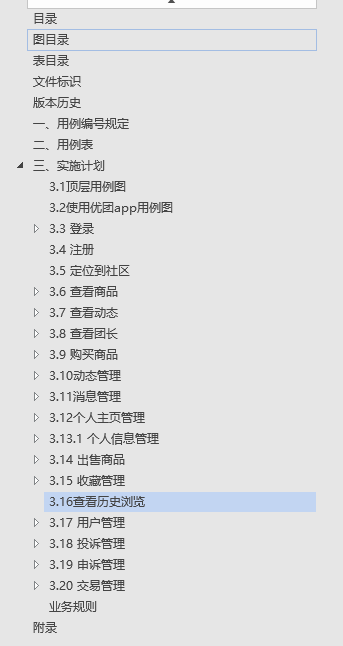 目录
图目录
表目录
文件标识
版本历史
一、用例编号规定
二、用例表
三、实施计划
3.1顶层用例图
3.2使用优团app用例图
3.3 登录
3.4 注册
3.5 定位到社区
3.6 查看商品
3.7 查看动态
3.8 查看团长
3.9 购买商品
3.10动态管理
3.11消息管理
3.12个人主页管理
3.13.1 个人信息管理
3.14 出售商品
3.15 收藏管理
3.16查看历史浏览
3.17 用户管理
3.18 投诉管理
3.19 申诉管理
3.20 交易管理
业务规则
附录